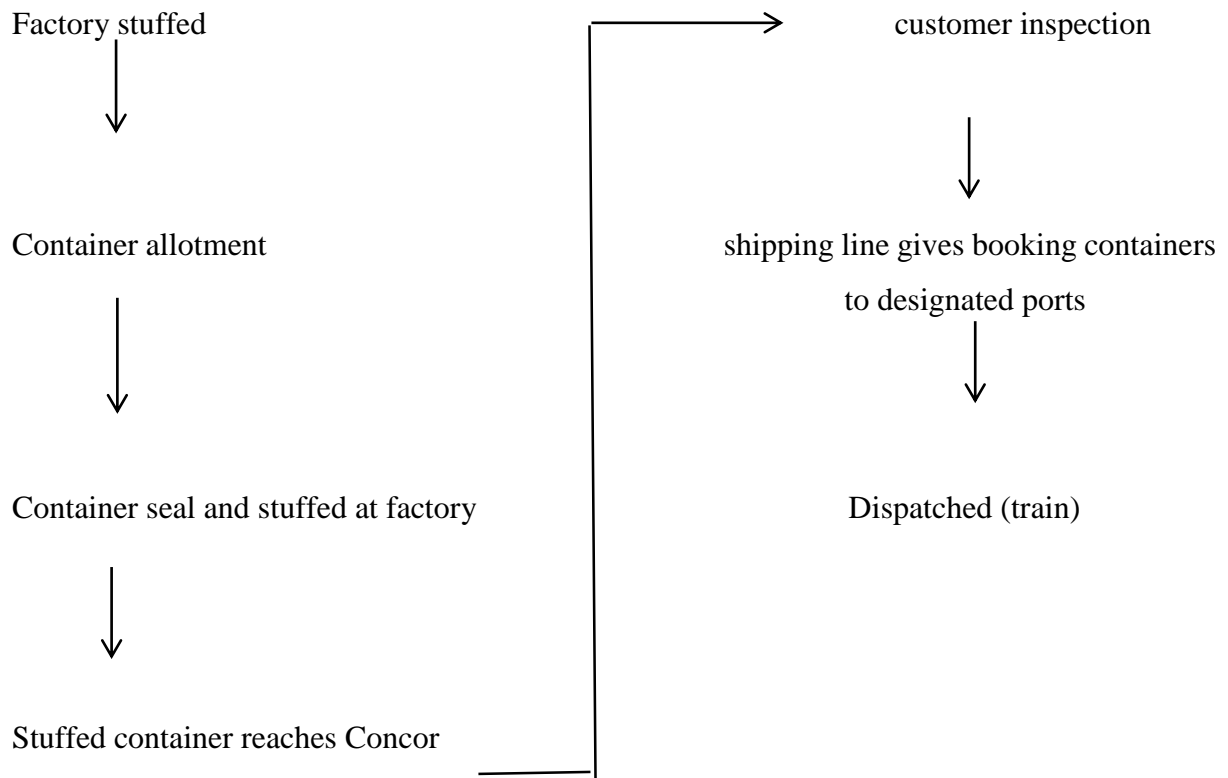 Factory stuffed
Container allotment
Container seal and stuffed at factory
Stuffed container reaches Concor
customer inspection
shipping line gives booking containers
to designated ports
Dispatched (train)